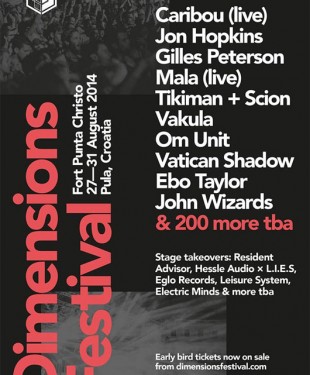 Dimensions
Festival
Fort Punta Christo
27—31 August 2014
Pula, Croatia
Caribou (live)
Jon Hopkins
Gilles Peterson
Mala (live)
Tikiman + Scion
Vakula
Om Unit
Vatican Shadow
Ebo Taylor
John Wizards
& 200 more tba
Stage takeovers: Resident
Advisor, Hessle Audio × L.I.E.S,
Eglo Records, Leisure System,
Electric Minds & more tba
Early bird tickets now on sale
from dimensionsfestival.com